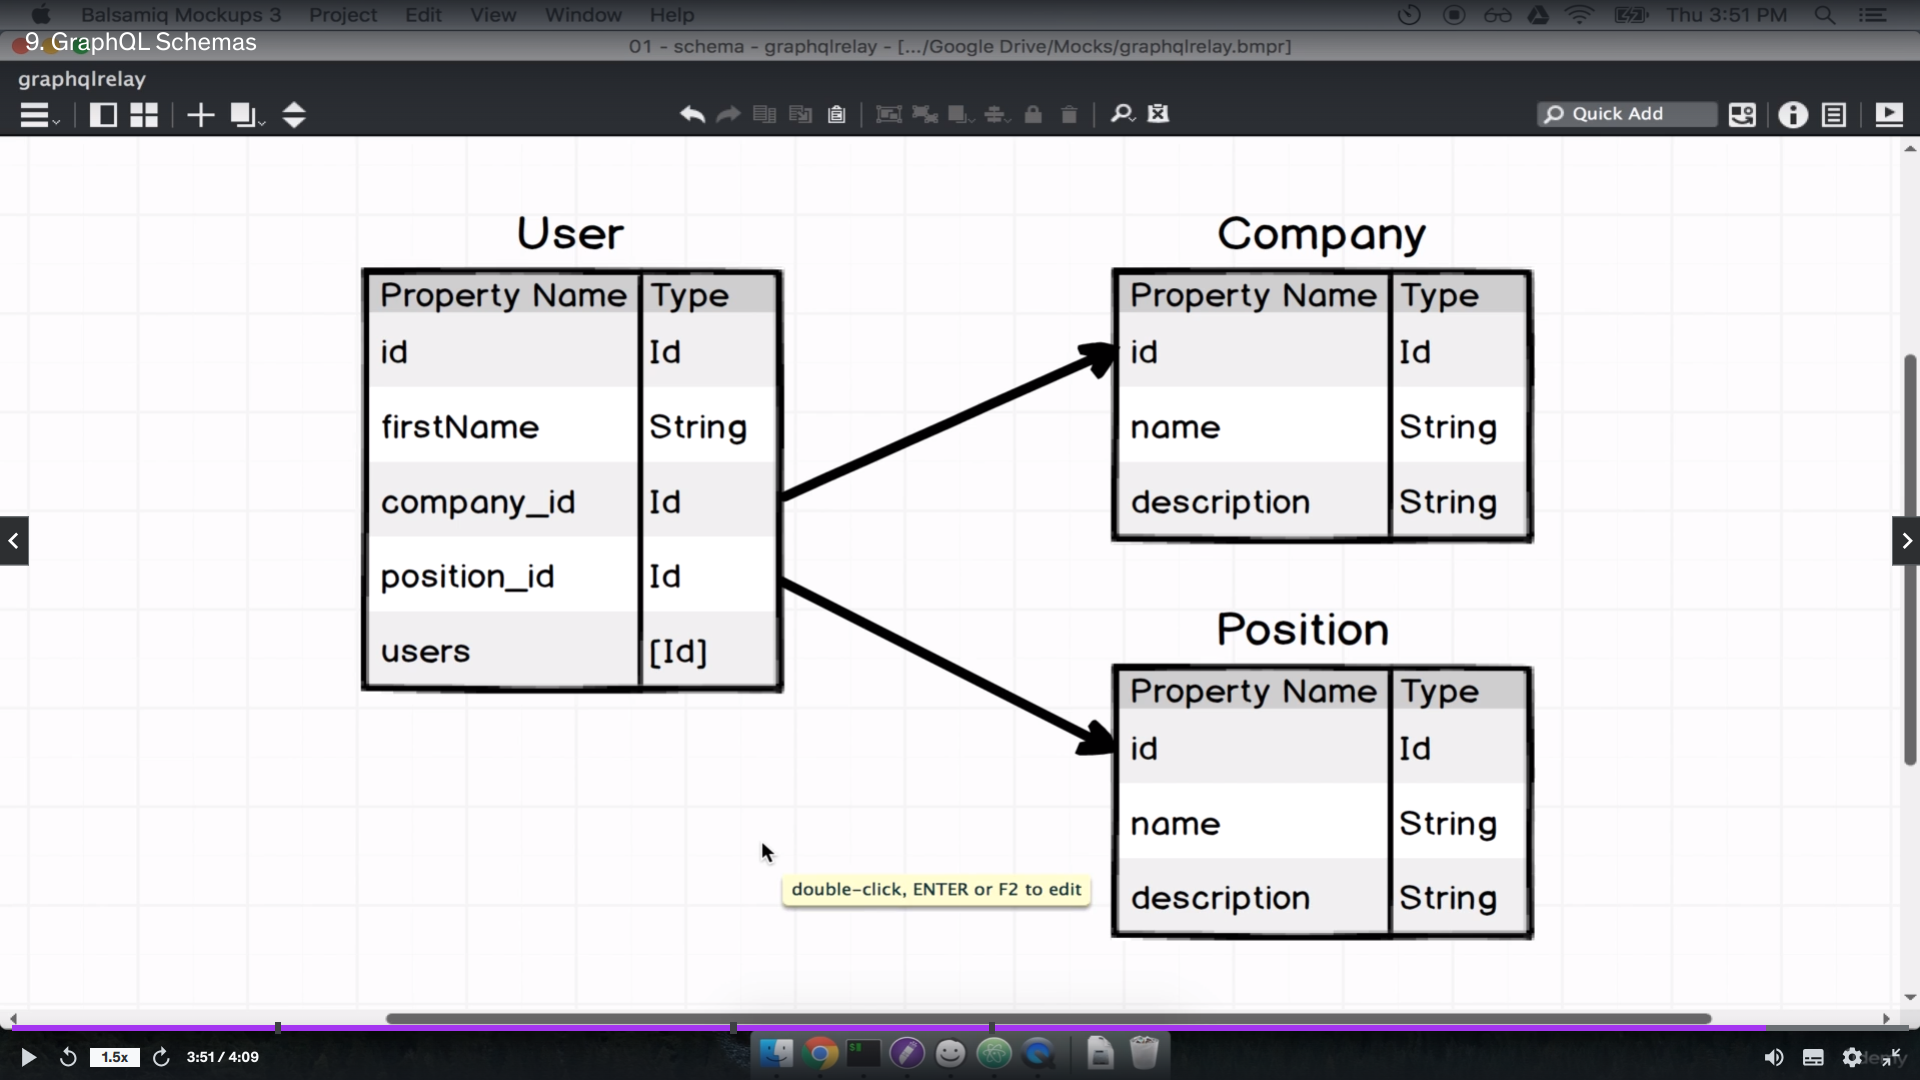 Balsamiq Mockups 3 Project Edit View Window Help Thu 3:51 PM
9. GraphQL Schemas
01 - schema - graphqlrelay - [.../Google Drive/Mocks/graphqlrelay.bmpr]
graphqlrelay
Quick Add
User
Property Name Type
id Id
firstName String
company_id Id
position_id Id
users [Id]
Company
Property Name Type
id Id
name String
description String
Position
Property Name Type
id Id
name String
description String
double-click, ENTER or F2 to edit
1.5x 3:51 / 4:09